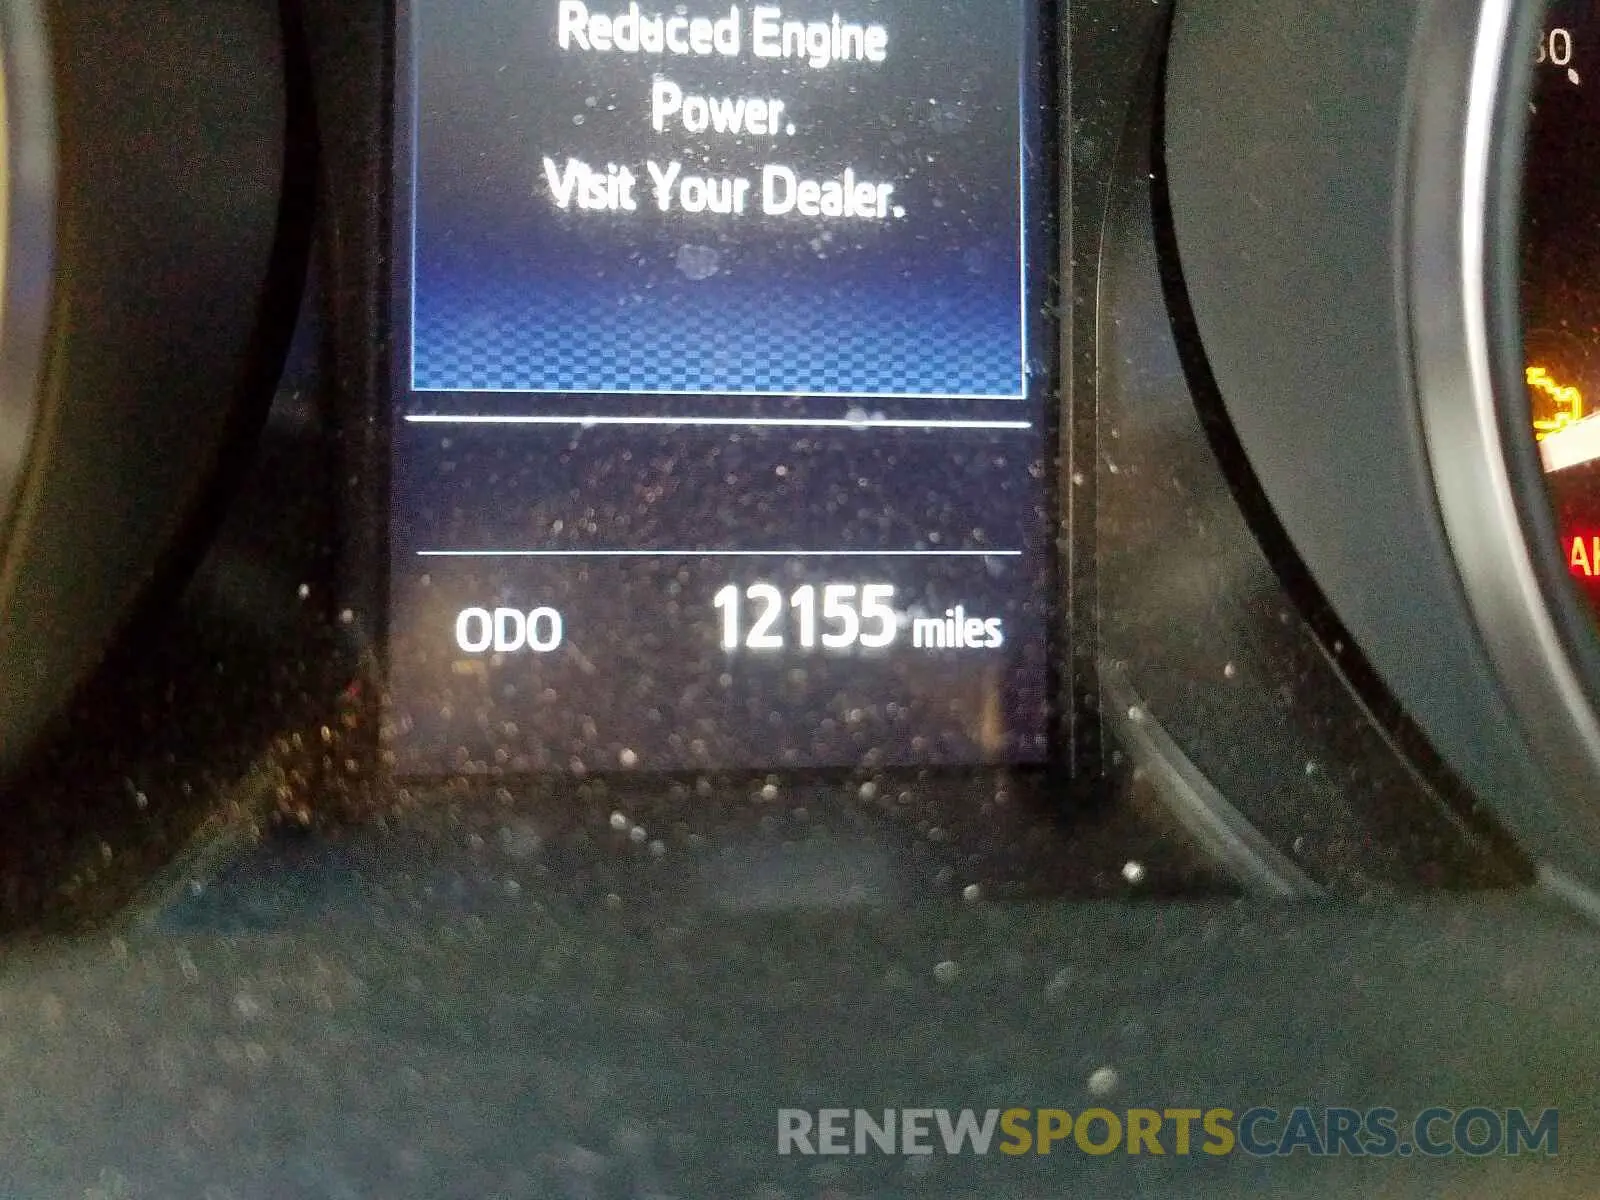 Reduced Engine
Power.
Visit Your Dealer.
ODO 12155 miles
RENEWSPORTSCARS.COM